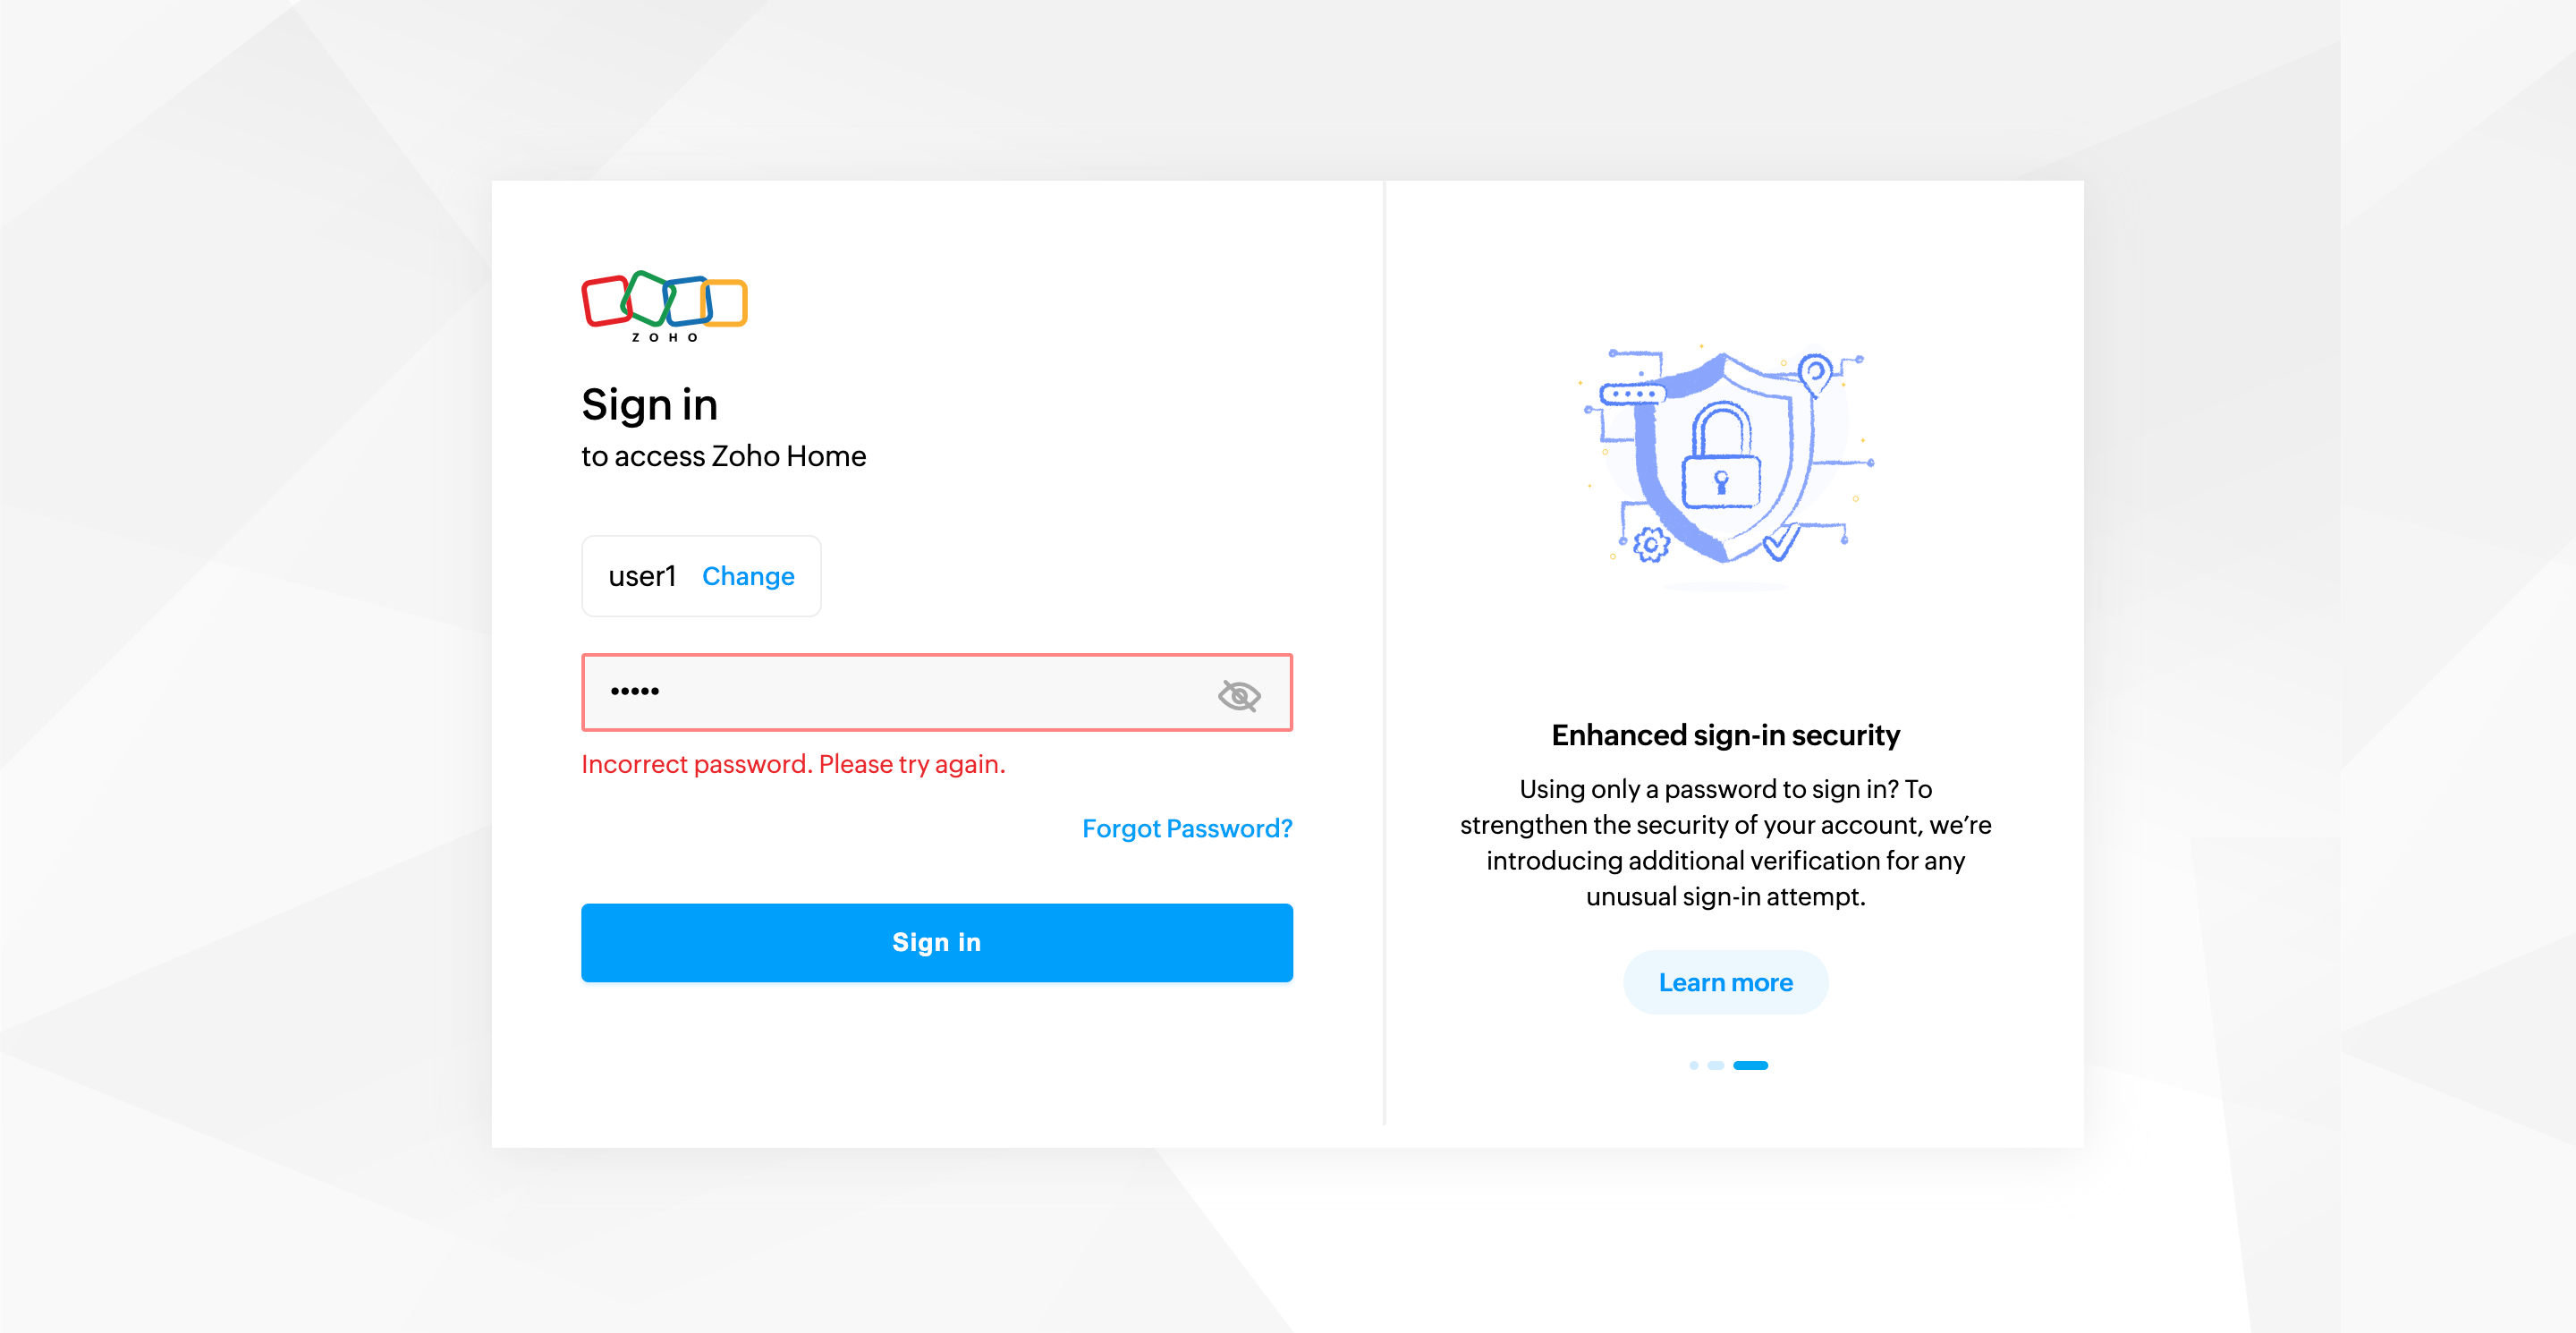 ZOHO
Sign in
to access Zoho Home
user1 Change
•••••
Incorrect password. Please try again.
Forgot Password?
Sign in
Enhanced sign-in security
Using only a password to sign in? To
strengthen the security of your account, we’re
introducing additional verification for any
unusual sign-in attempt.
Learn more